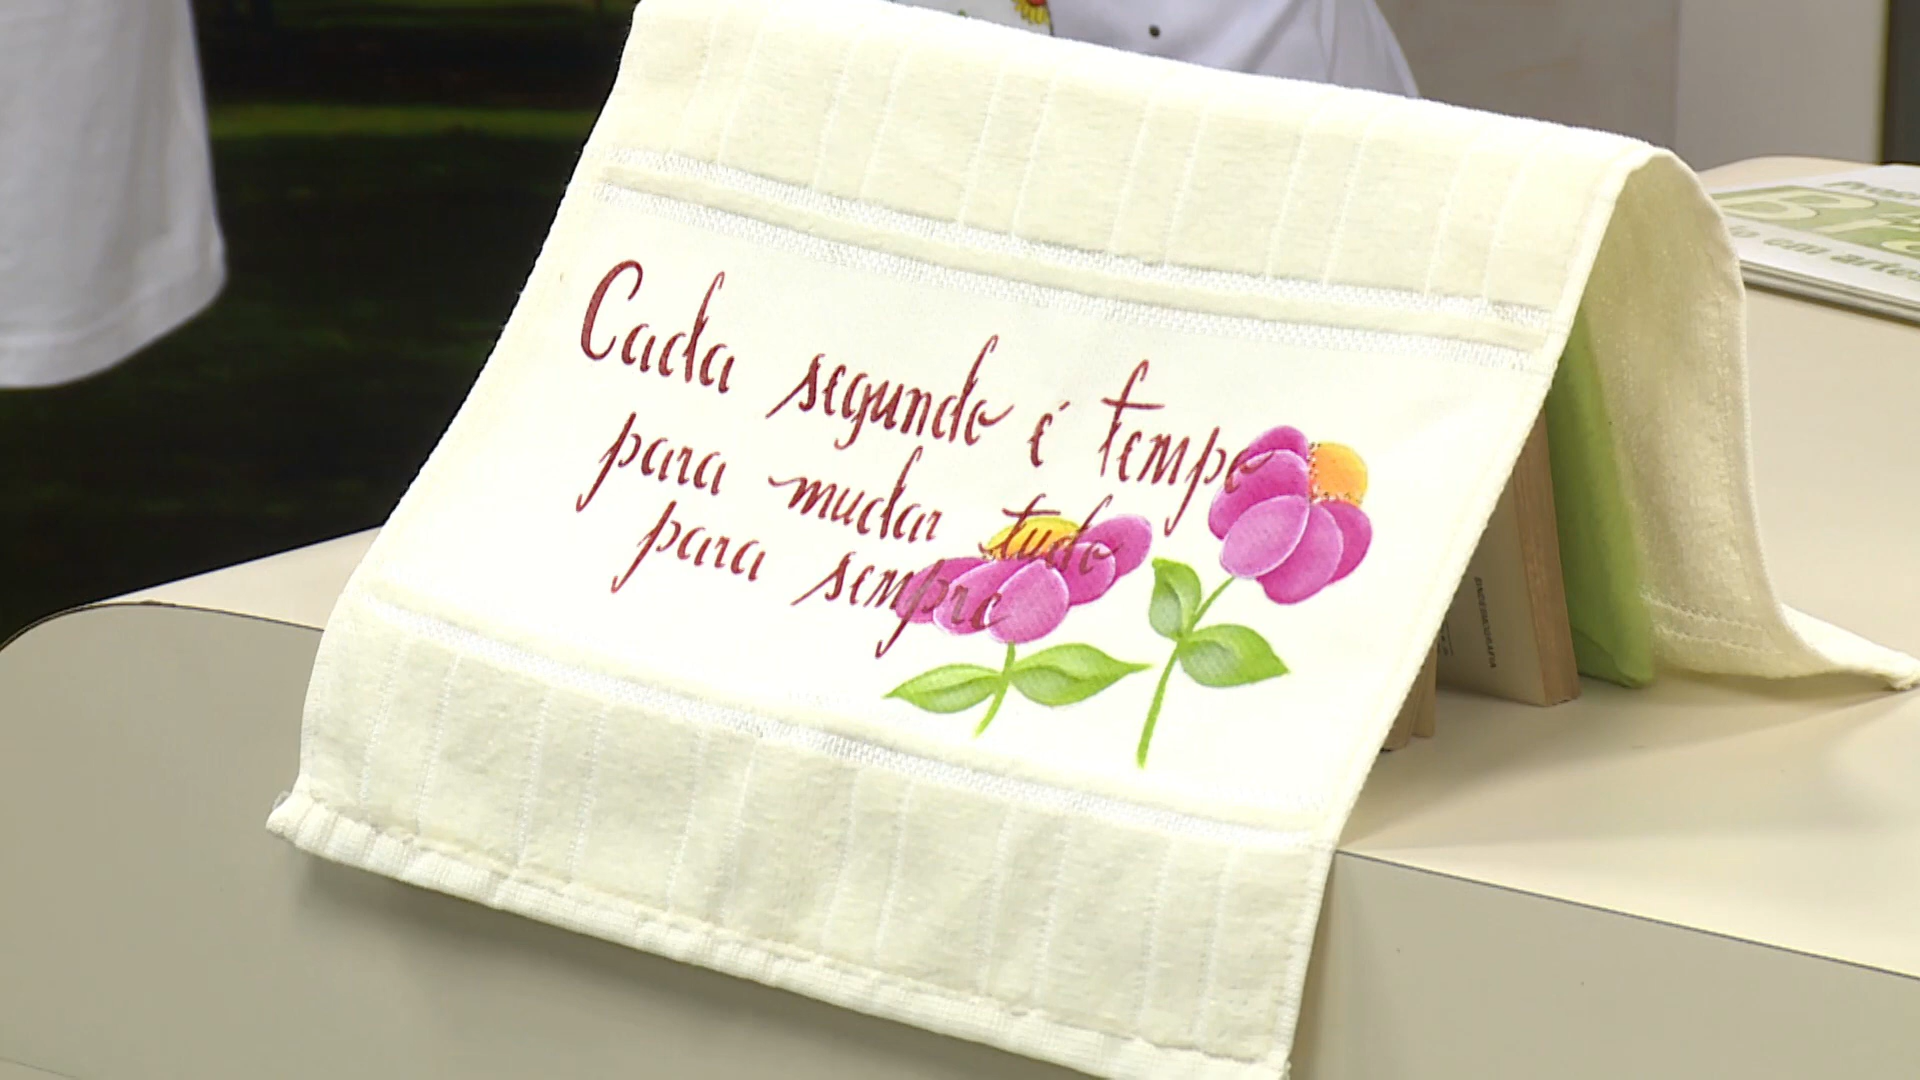 Cada segundo é tempo
para mudar tudo
para sempre